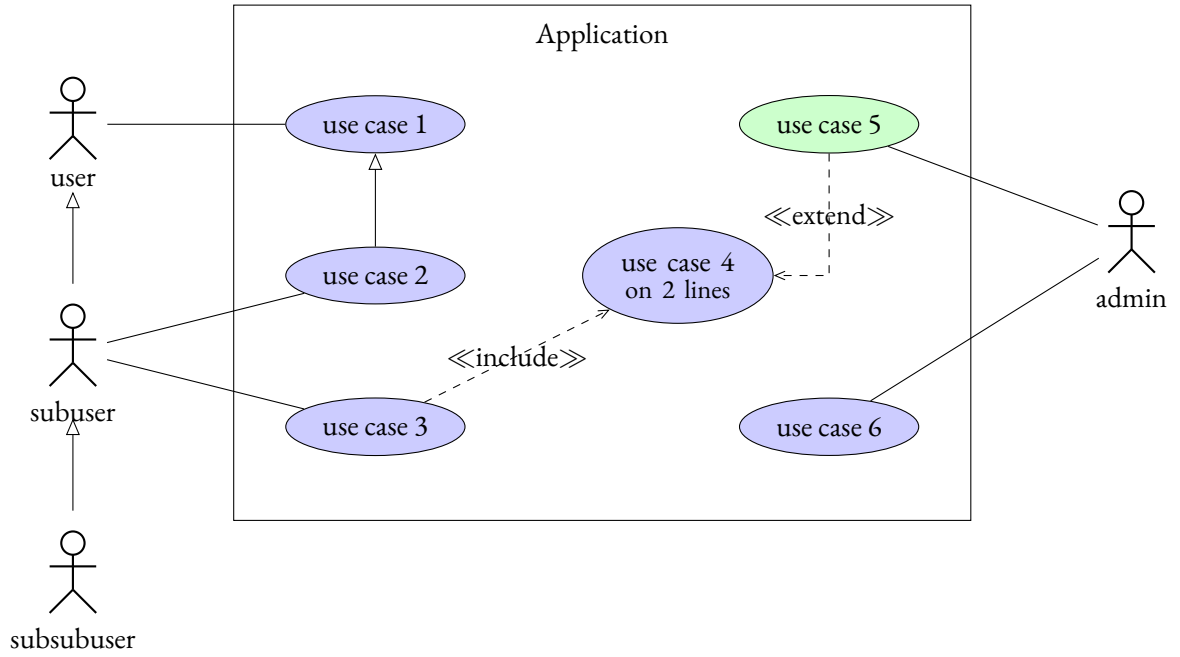 Application
use case 1
use case 5
user
≪extend≫
use case 2
use case 4
on 2 lines
admin
≪include≫
subuser
use case 3
use case 6
subsubuser